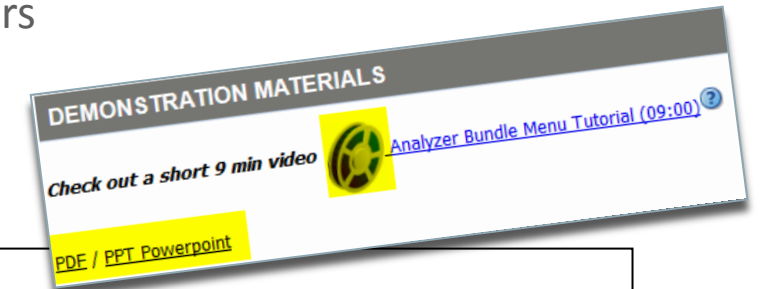 rs
DEMONSTRATION MATERIALS
Check out a short 9 min video Analyzer Bundle Menu Tutorial (09:00) ?
PDF / PPT Powerpoint